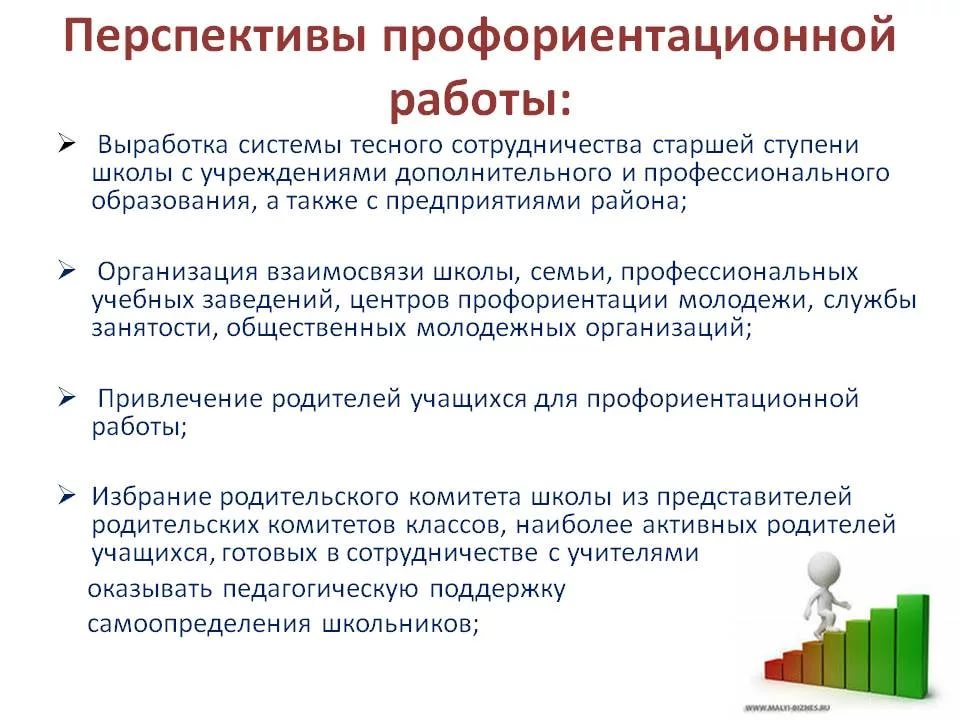 Перспективы профориентационной
работы:
➢ Выработка системы тесного сотрудничества старшей ступени
школы с учреждениями дополнительного и профессионального
образования, а также с предприятиями района;
➢ Организация взаимосвязи школы, семьи, профессиональных
учебных заведений, центров профориентации молодежи, службы
занятости, общественных молодежных организаций;
➢ Привлечение родителей учащихся для профориентационной
работы;
➢ Избрание родительского комитета школы из представителей
родительских комитетов классов, наиболее активных родителей
учащихся, готовых в сотрудничестве с учителями
оказывать педагогическую поддержку
самоопределения школьников;
WWW.MALYI-BIZNES.RU